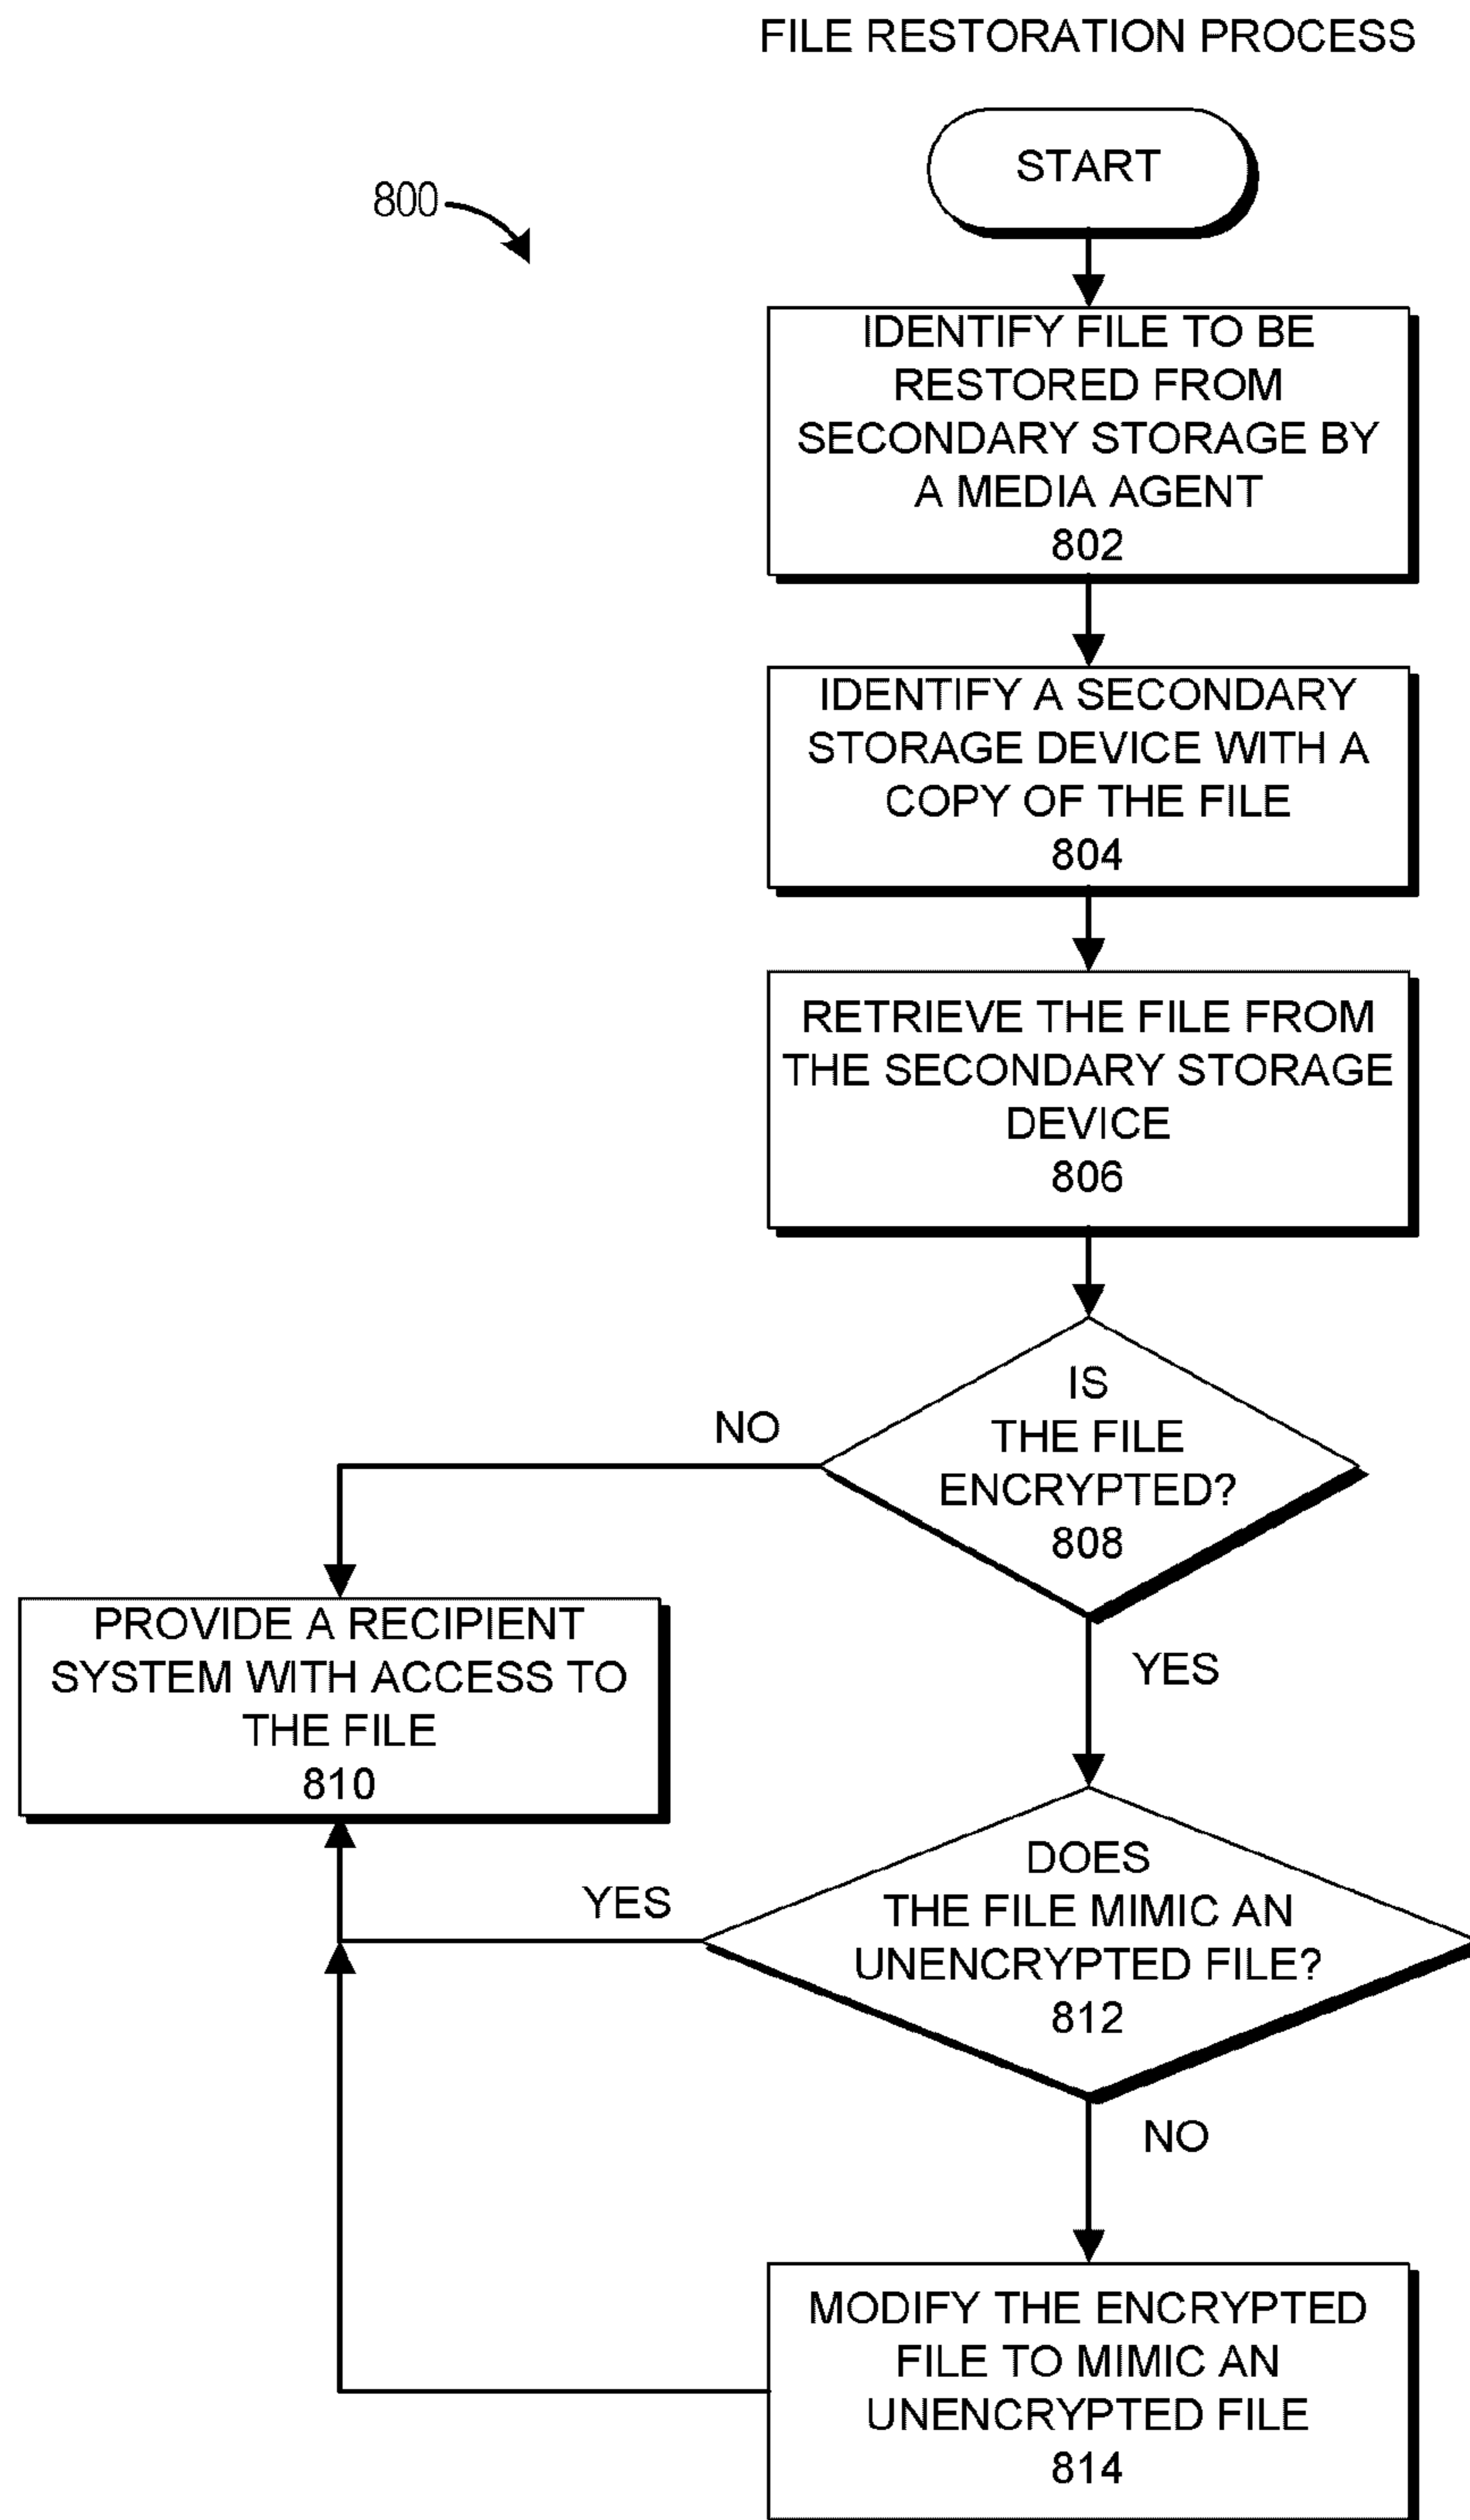 FILE RESTORATION PROCESS
START
800
IDENTIFY FILE TO BE
RESTORED FROM
SECONDARY STORAGE BY
A MEDIA AGENT
802
IDENTIFY A SECONDARY
STORAGE DEVICE WITH A
COPY OF THE FILE
804
RETRIEVE THE FILE FROM
THE SECONDARY STORAGE
DEVICE
806
IS
THE FILE
ENCRYPTED?
808
NO
YES
PROVIDE A RECIPIENT
SYSTEM WITH ACCESS TO
THE FILE
810
DOES
THE FILE MIMIC AN
UNENCRYPTED FILE?
812
YES
NO
MODIFY THE ENCRYPTED
FILE TO MIMIC AN
UNENCRYPTED FILE
814